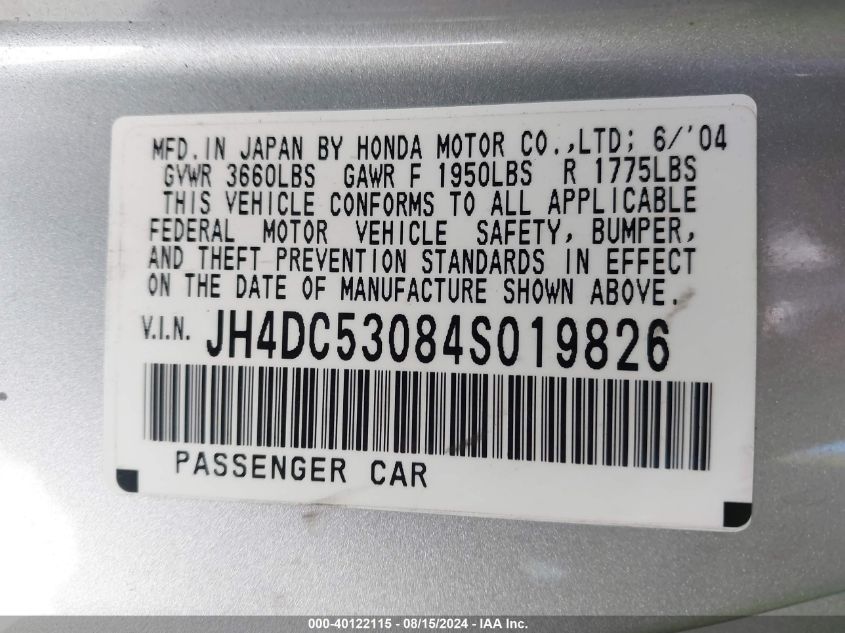 MFD.IN JAPAN BY HONDA MOTOR CO.,LTD; 6/'04
GVWR 3660LBS GAWR F 1950LBS R 1775LBS
THIS VEHICLE CONFORMS TO ALL APPLICABLE
FEDERAL MOTOR VEHICLE SAFETY, BUMPER,
AND THEFT PREVENTION STANDARDS IN EFFECT
ON THE DATE OF MANUFACTURE SHOWN ABOVE.
V.I.N. JH4DC53084S019826
PASSENGER CAR
000-40122115 - 08/15/2024 - IAA Inc.